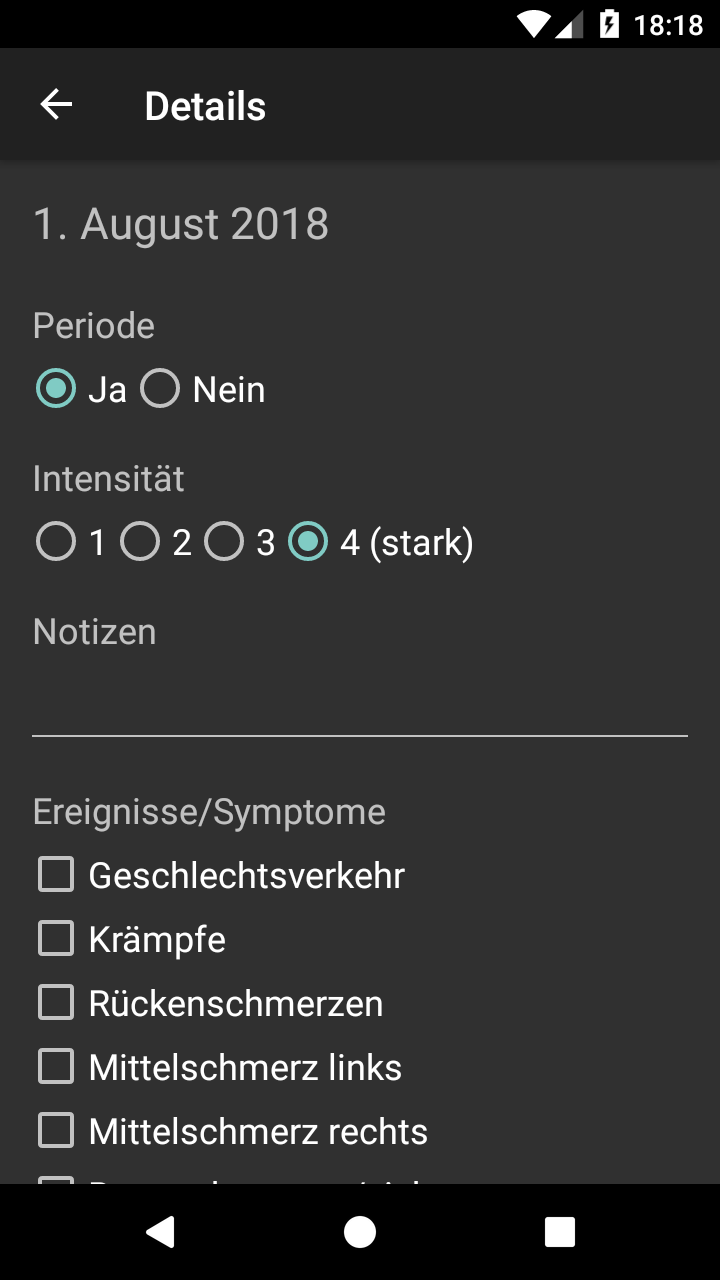 18:18
Details
1. August 2018
Periode
Ja Nein
Intensität
1 2 3 4 (stark)
Notizen
Ereignisse/Symptome
Geschlechtsverkehr
Krämpfe
Rückenschmerzen
Mittelschmerz links
Mittelschmerz rechts